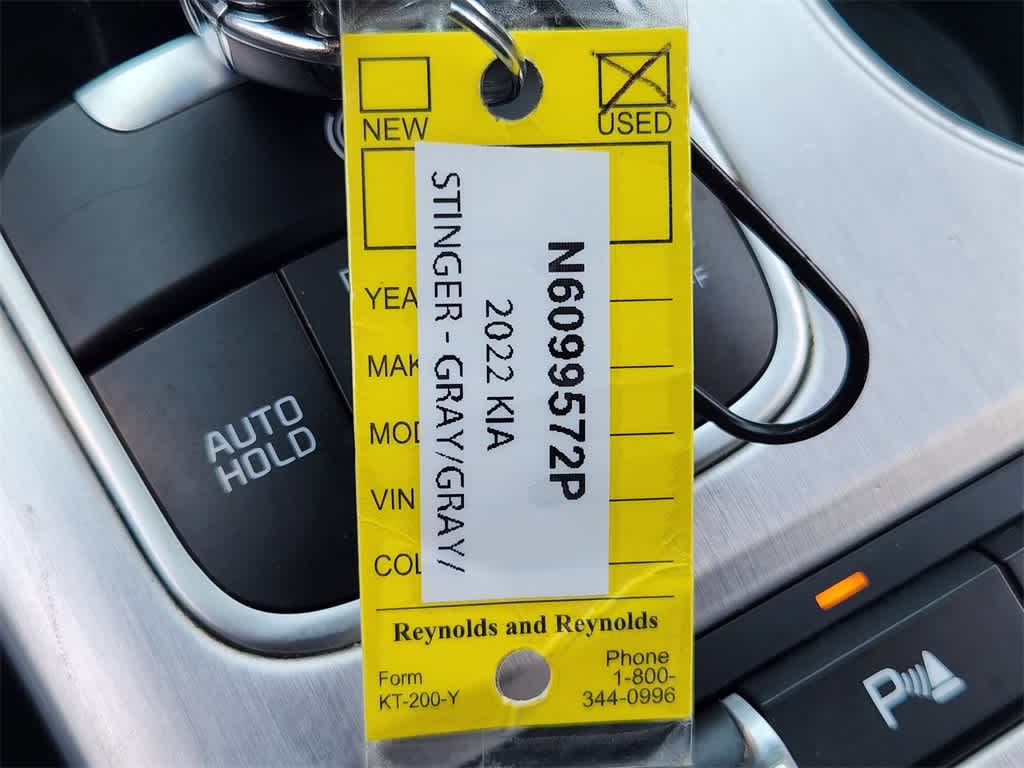 NEW
USED
N6099572P
2022 KIA
STINGER - GRAY/GRAY/
YEA
MAK
MOD
VIN
COL
Reynolds and Reynolds
Form
KT-200-Y
Phone
1-800-
344-0996
AUTO
HOLD
P